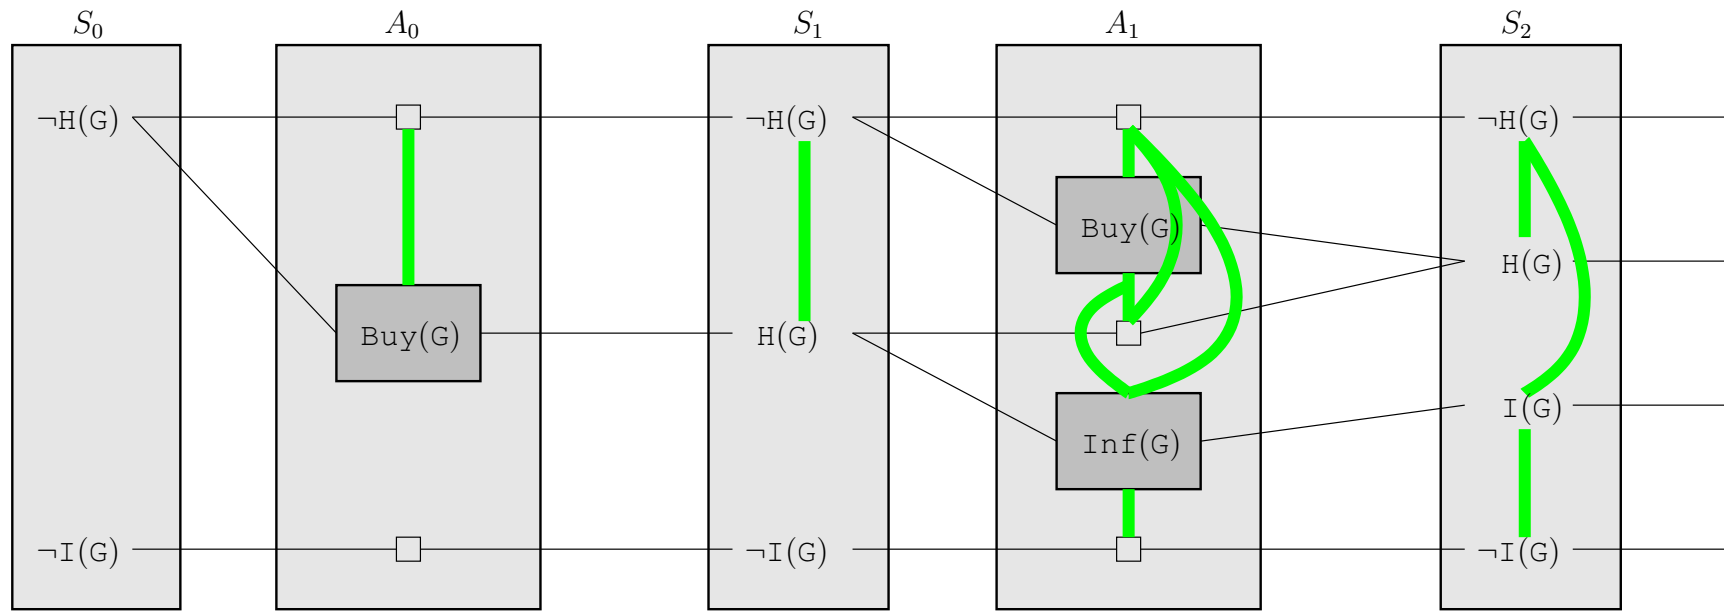 S₀ A₀ S₁ A₁ S₂
¬H(G) ¬H(G) ¬H(G)
Buy(G)
H(G)
Buy(G) H(G)
I(G)
Inf(G)
¬I(G) ¬I(G) ¬I(G)